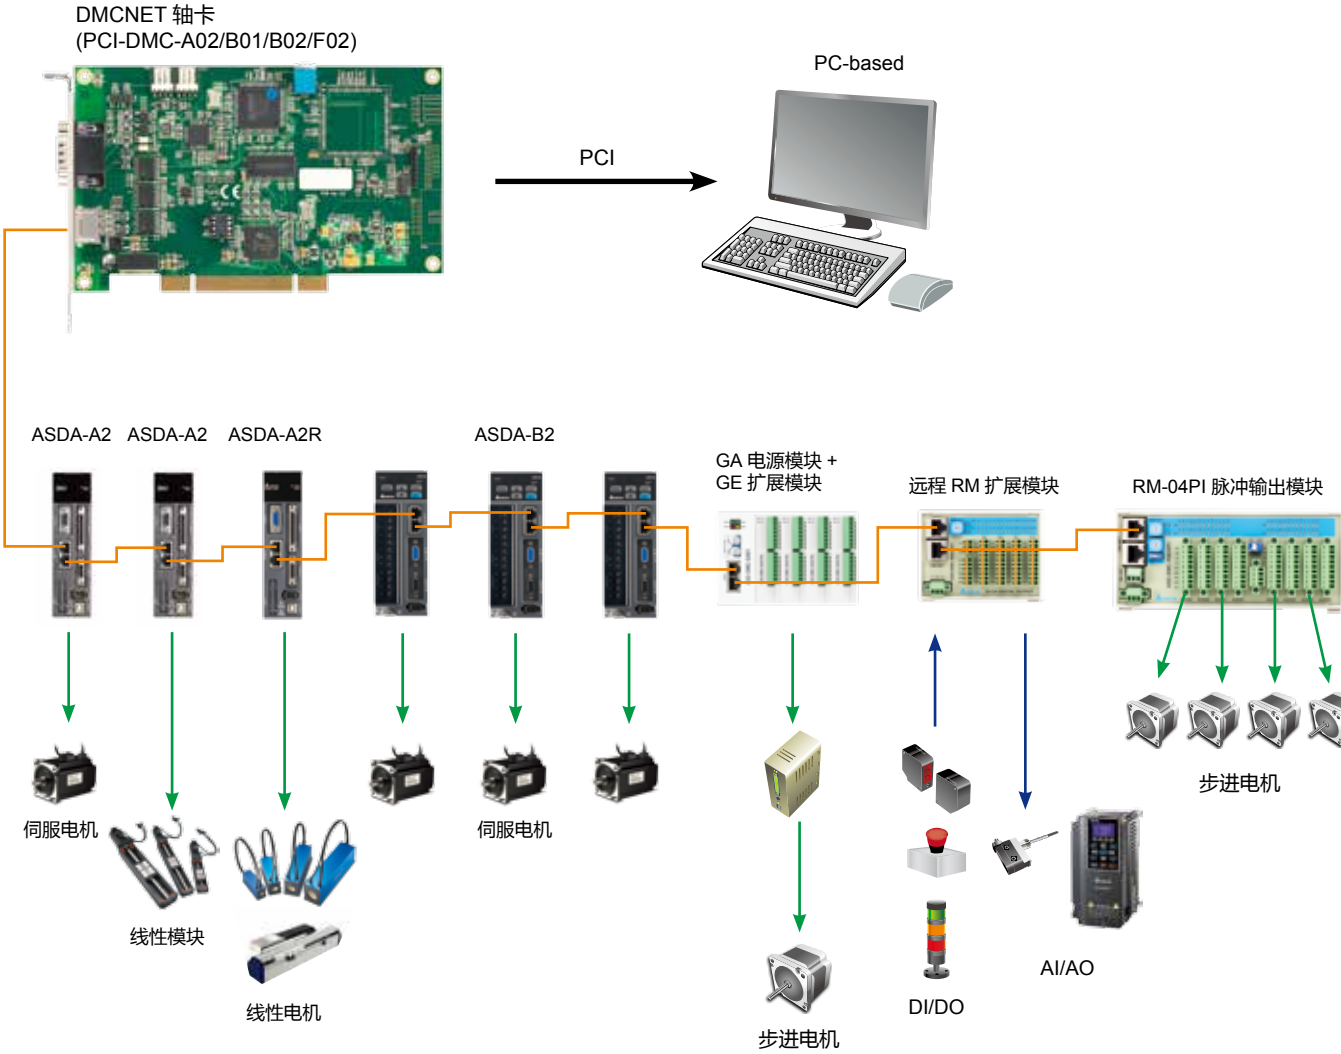 DMCNET 轴卡
(PCI-DMC-A02/B01/B02/F02)
PC-based
PCI
ASDA-A2
ASDA-A2
ASDA-A2R
ASDA-B2
GA 电源模块 +
GE 扩展模块
远程 RM 扩展模块
RM-04PI 脉冲输出模块
伺服电机
线性模块
线性电机
伺服电机
步进电机
DI/DO
AI/AO
步进电机